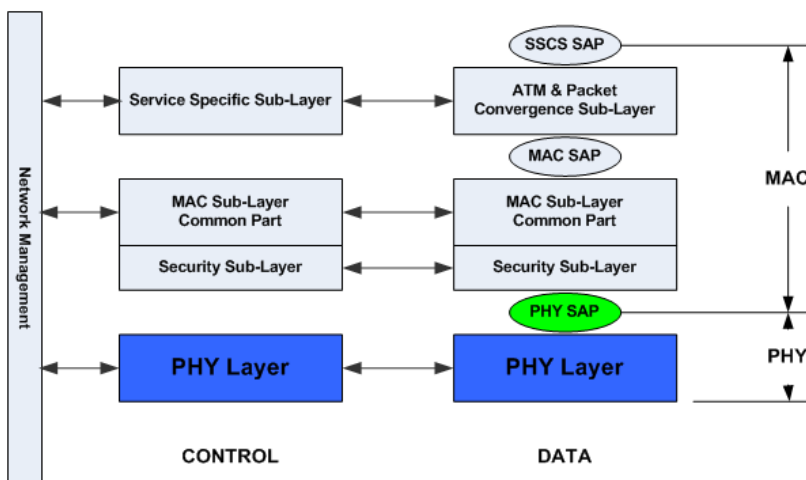 SSCS SAP
Service Specific Sub-Layer
ATM & Packet
Convergence Sub-Layer
MAC SAP
MAC
Network Management
MAC Sub-Layer
Common Part
MAC Sub-Layer
Common Part
Security Sub-Layer
Security Sub-Layer
PHY SAP
PHY Layer
PHY Layer
PHY
CONTROL
DATA